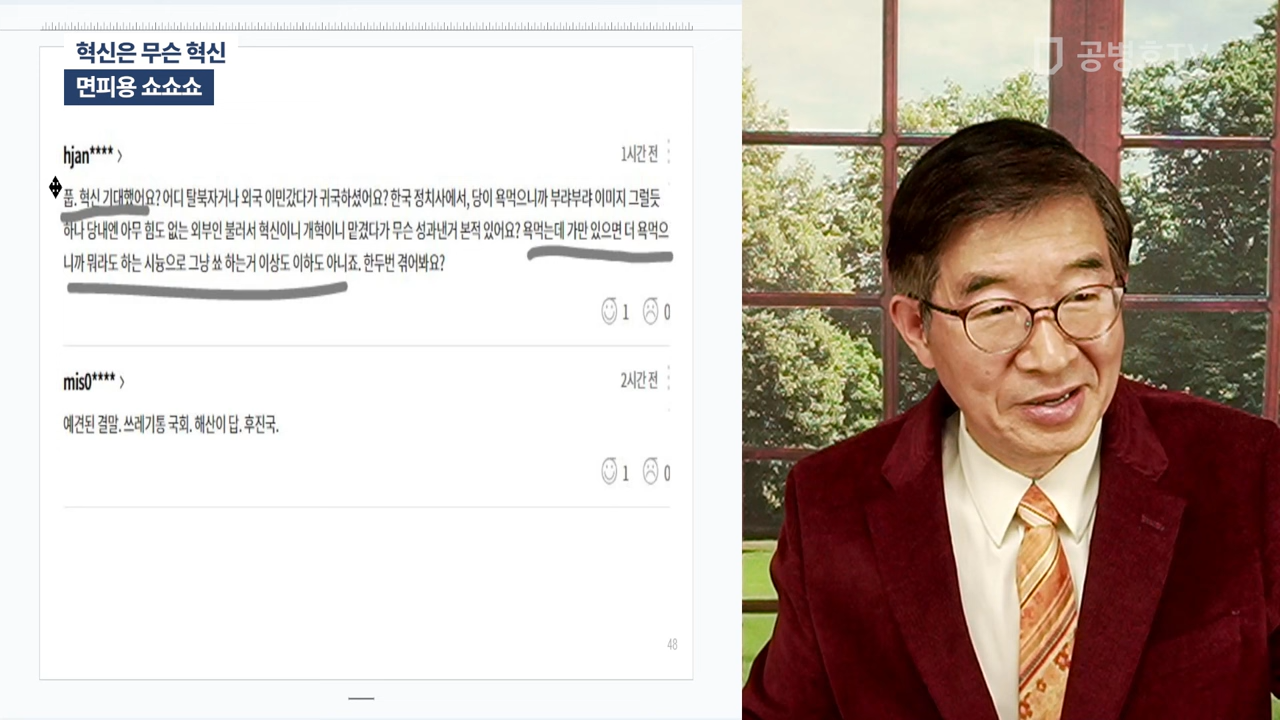 혁신은 무슨 혁신
면피용 쇼쇼쇼
공병호TV
hjan**** 〉
1시간 전
풉. 혁신 기대했어요? 어디 탈북자거나 외국 이민갔다가 귀국하셨어요? 한국 정치사에서, 당이 욕먹으니까 부랴부랴 이미지 그럴듯
하나 당내엔 아무 힘도 없는 외부인 불러서 혁신이니 개혁이니 맡겼다가 무슨 성과낸거 본적 있어요? 욕먹는데 가만 있으면 더 욕먹으
니까 뭐라도 하는 시늉으로 그냥 쑈 하는거 이상도 이하도 아니죠. 한두번 겪어봐요?
1 0
mis0**** 〉
2시간 전
예견된 결말. 쓰레기통 국회. 해산이 답. 후진국.
1 0
48